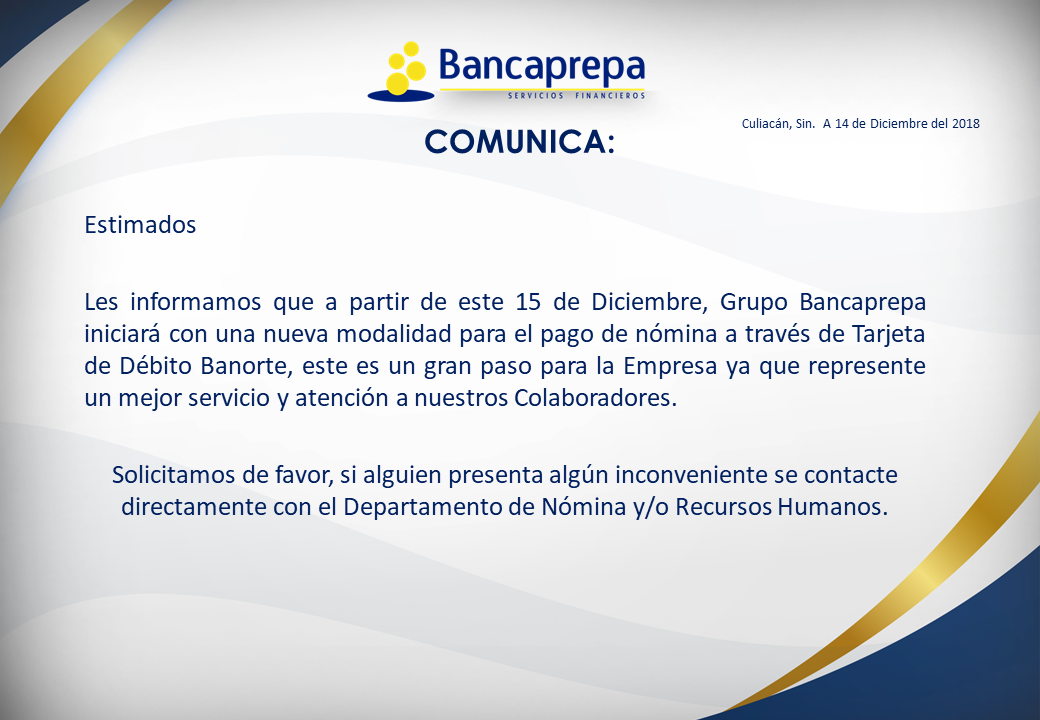 Bancaprepa
SERVICIOS FINANCIEROS
Culiacán, Sin. A 14 de Diciembre del 2018
COMUNICA:
Estimados
Les informamos que a partir de este 15 de Diciembre, Grupo Bancaprepa
iniciará con una nueva modalidad para el pago de nómina a través de Tarjeta
de Débito Banorte, este es un gran paso para la Empresa ya que represente
un mejor servicio y atención a nuestros Colaboradores.
Solicitamos de favor, si alguien presenta algún inconveniente se contacte
directamente con el Departamento de Nómina y/o Recursos Humanos.